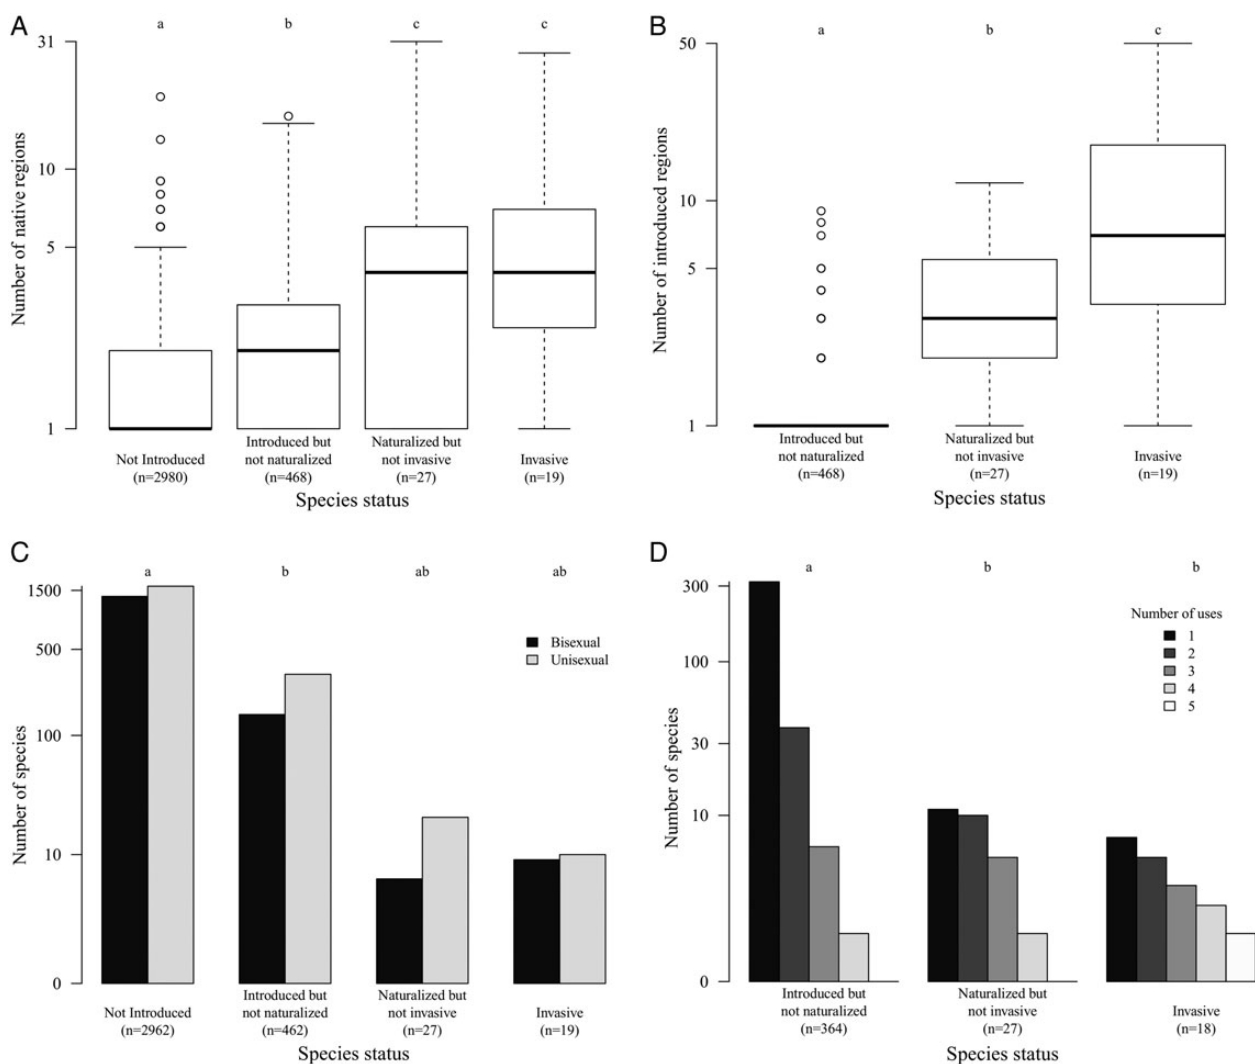 A
a b c c
31
10
5
1
Number of native regions
Not Introduced
(n=2980)
Introduced but
not naturalized
(n=468)
Naturalized but
not invasive
(n=27)
Invasive
(n=19)
Species status
B
a b c
50
10
5
1
Number of introduced regions
Introduced but
not naturalized
(n=468)
Naturalized but
not invasive
(n=27)
Invasive
(n=19)
Species status
C
a b ab ab
1500
500
100
10
0
Number of species
Bisexual
Unisexual
Not Introduced
(n=2962)
Introduced but
not naturalized
(n=462)
Naturalized but
not invasive
(n=27)
Invasive
(n=19)
Species status
D
a b b
300
100
30
10
0
Number of species
Number of uses
1
2
3
4
5
Introduced but
not naturalized
(n=364)
Naturalized but
not invasive
(n=27)
Invasive
(n=18)
Species status